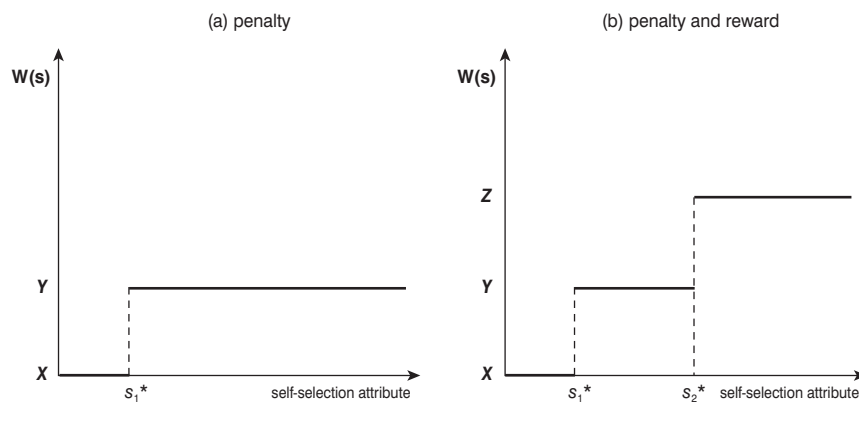 (a) penalty
W(s)
Y
X
s₁*
self-selection attribute
(b) penalty and reward
W(s)
Z
Y
X
s₁*
s₂*
self-selection attribute